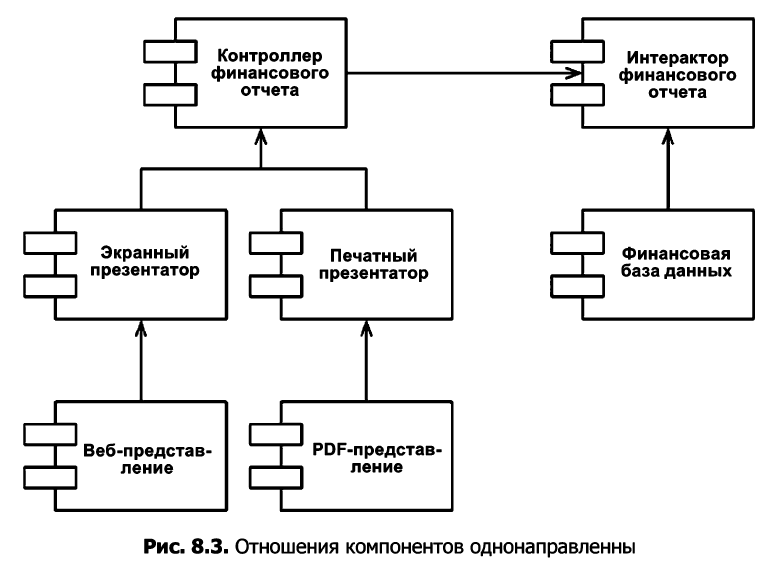 Контроллер
финансового
отчета
Интерактор
финансового
отчета
Экранный
презентатор
Печатный
презентатор
Финансовая
база данных
Веб-представ-
ление
PDF-представ-
ление
Рис. 8.3. Отношения компонентов однонаправленны